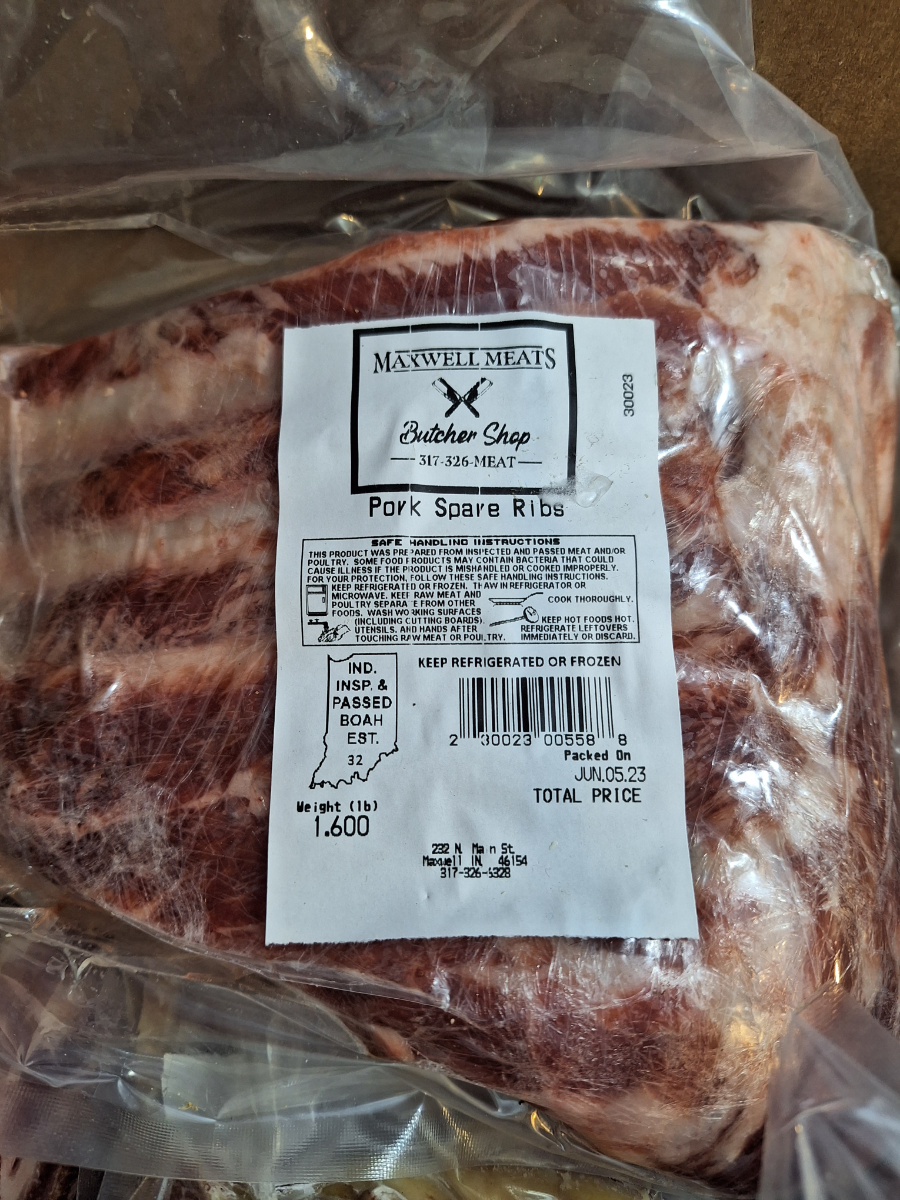 MAXWELL MEATS
Butcher Shop
317-326-MEAT
30023
Pork Spare Ribs
SAFE HANDLING INSTRUCTIONS
THIS PRODUCT WAS PREPARED FROM INSPECTED AND PASSED MEAT AND/OR
POULTRY. SOME FOOD PRODUCTS MAY CONTAIN BACTERIA THAT COULD
CAUSE ILLNESS IF THE PRODUCT IS MISHANDLED OR COOKED IMPROPERLY.
FOR YOUR PROTECTION, FOLLOW THESE SAFE HANDLING INSTRUCTIONS.
KEEP REFRIGERATED OR FROZEN. THAW IN REFRIGERATOR OR
MICROWAVE. KEEP RAW MEAT AND
POULTRY SEPARATE FROM OTHER
FOODS. WASH WORKING SURFACES
(INCLUDING CUTTING BOARDS),
UTENSILS, AND HANDS AFTER
TOUCHING RAW MEAT OR POULTRY.
COOK THOROUGHLY.
KEEP HOT FOODS HOT.
REFRIGERATE LEFTOVERS
IMMEDIATELY OR DISCARD.
KEEP REFRIGERATED OR FROZEN
IND.
INSP. &
PASSED
BOAH
EST.
32
2 30023 00558 8
Packed On
JUN.05.23
TOTAL PRICE
Weight (lb)
1.600
232 N. Main St.
Maxwell IN. 46154
317-326-6328